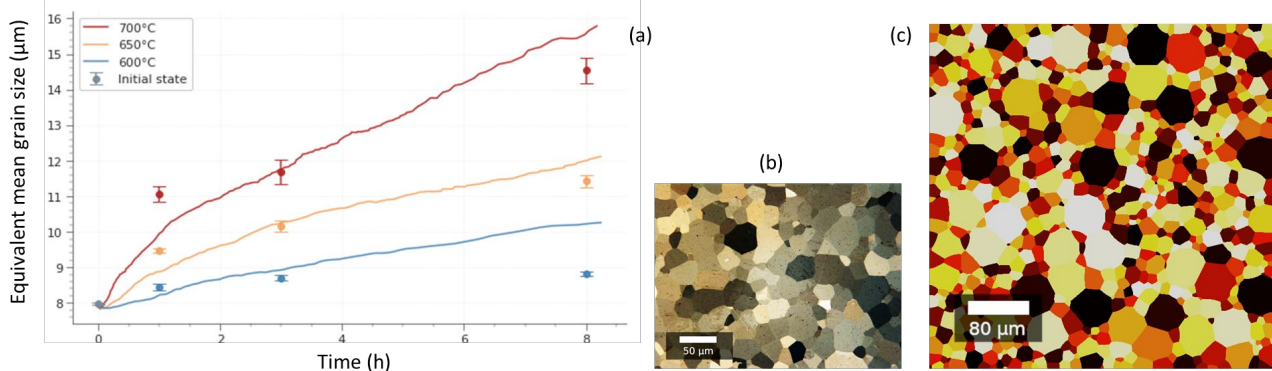 Equivalent mean grain size (μm)
16
15
14
13
12
11
10
9
8
700°C
650°C
600°C
Initial state
0
2
4
6
8
Time (h)
(a)
(b)
50 μm
(c)
80 μm